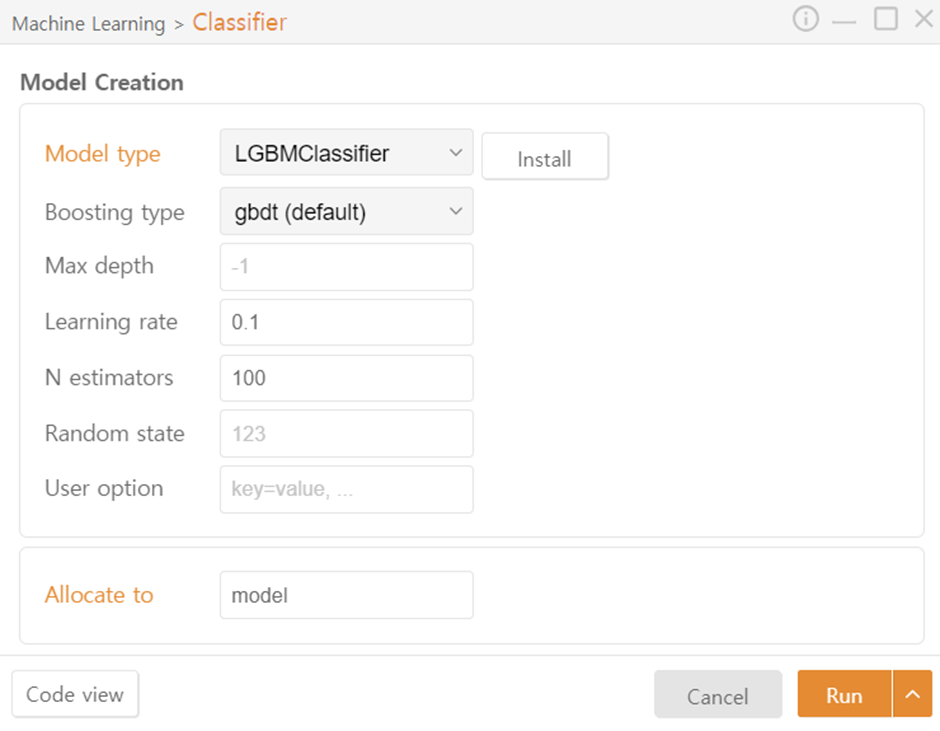 Machine Learning > Classifier
Model Creation
Model type LGBMClassifier Install
Boosting type gbdt (default)
Max depth -1
Learning rate 0.1
N estimators 100
Random state 123
User option key=value, ...
Allocate to model
Code view Cancel Run